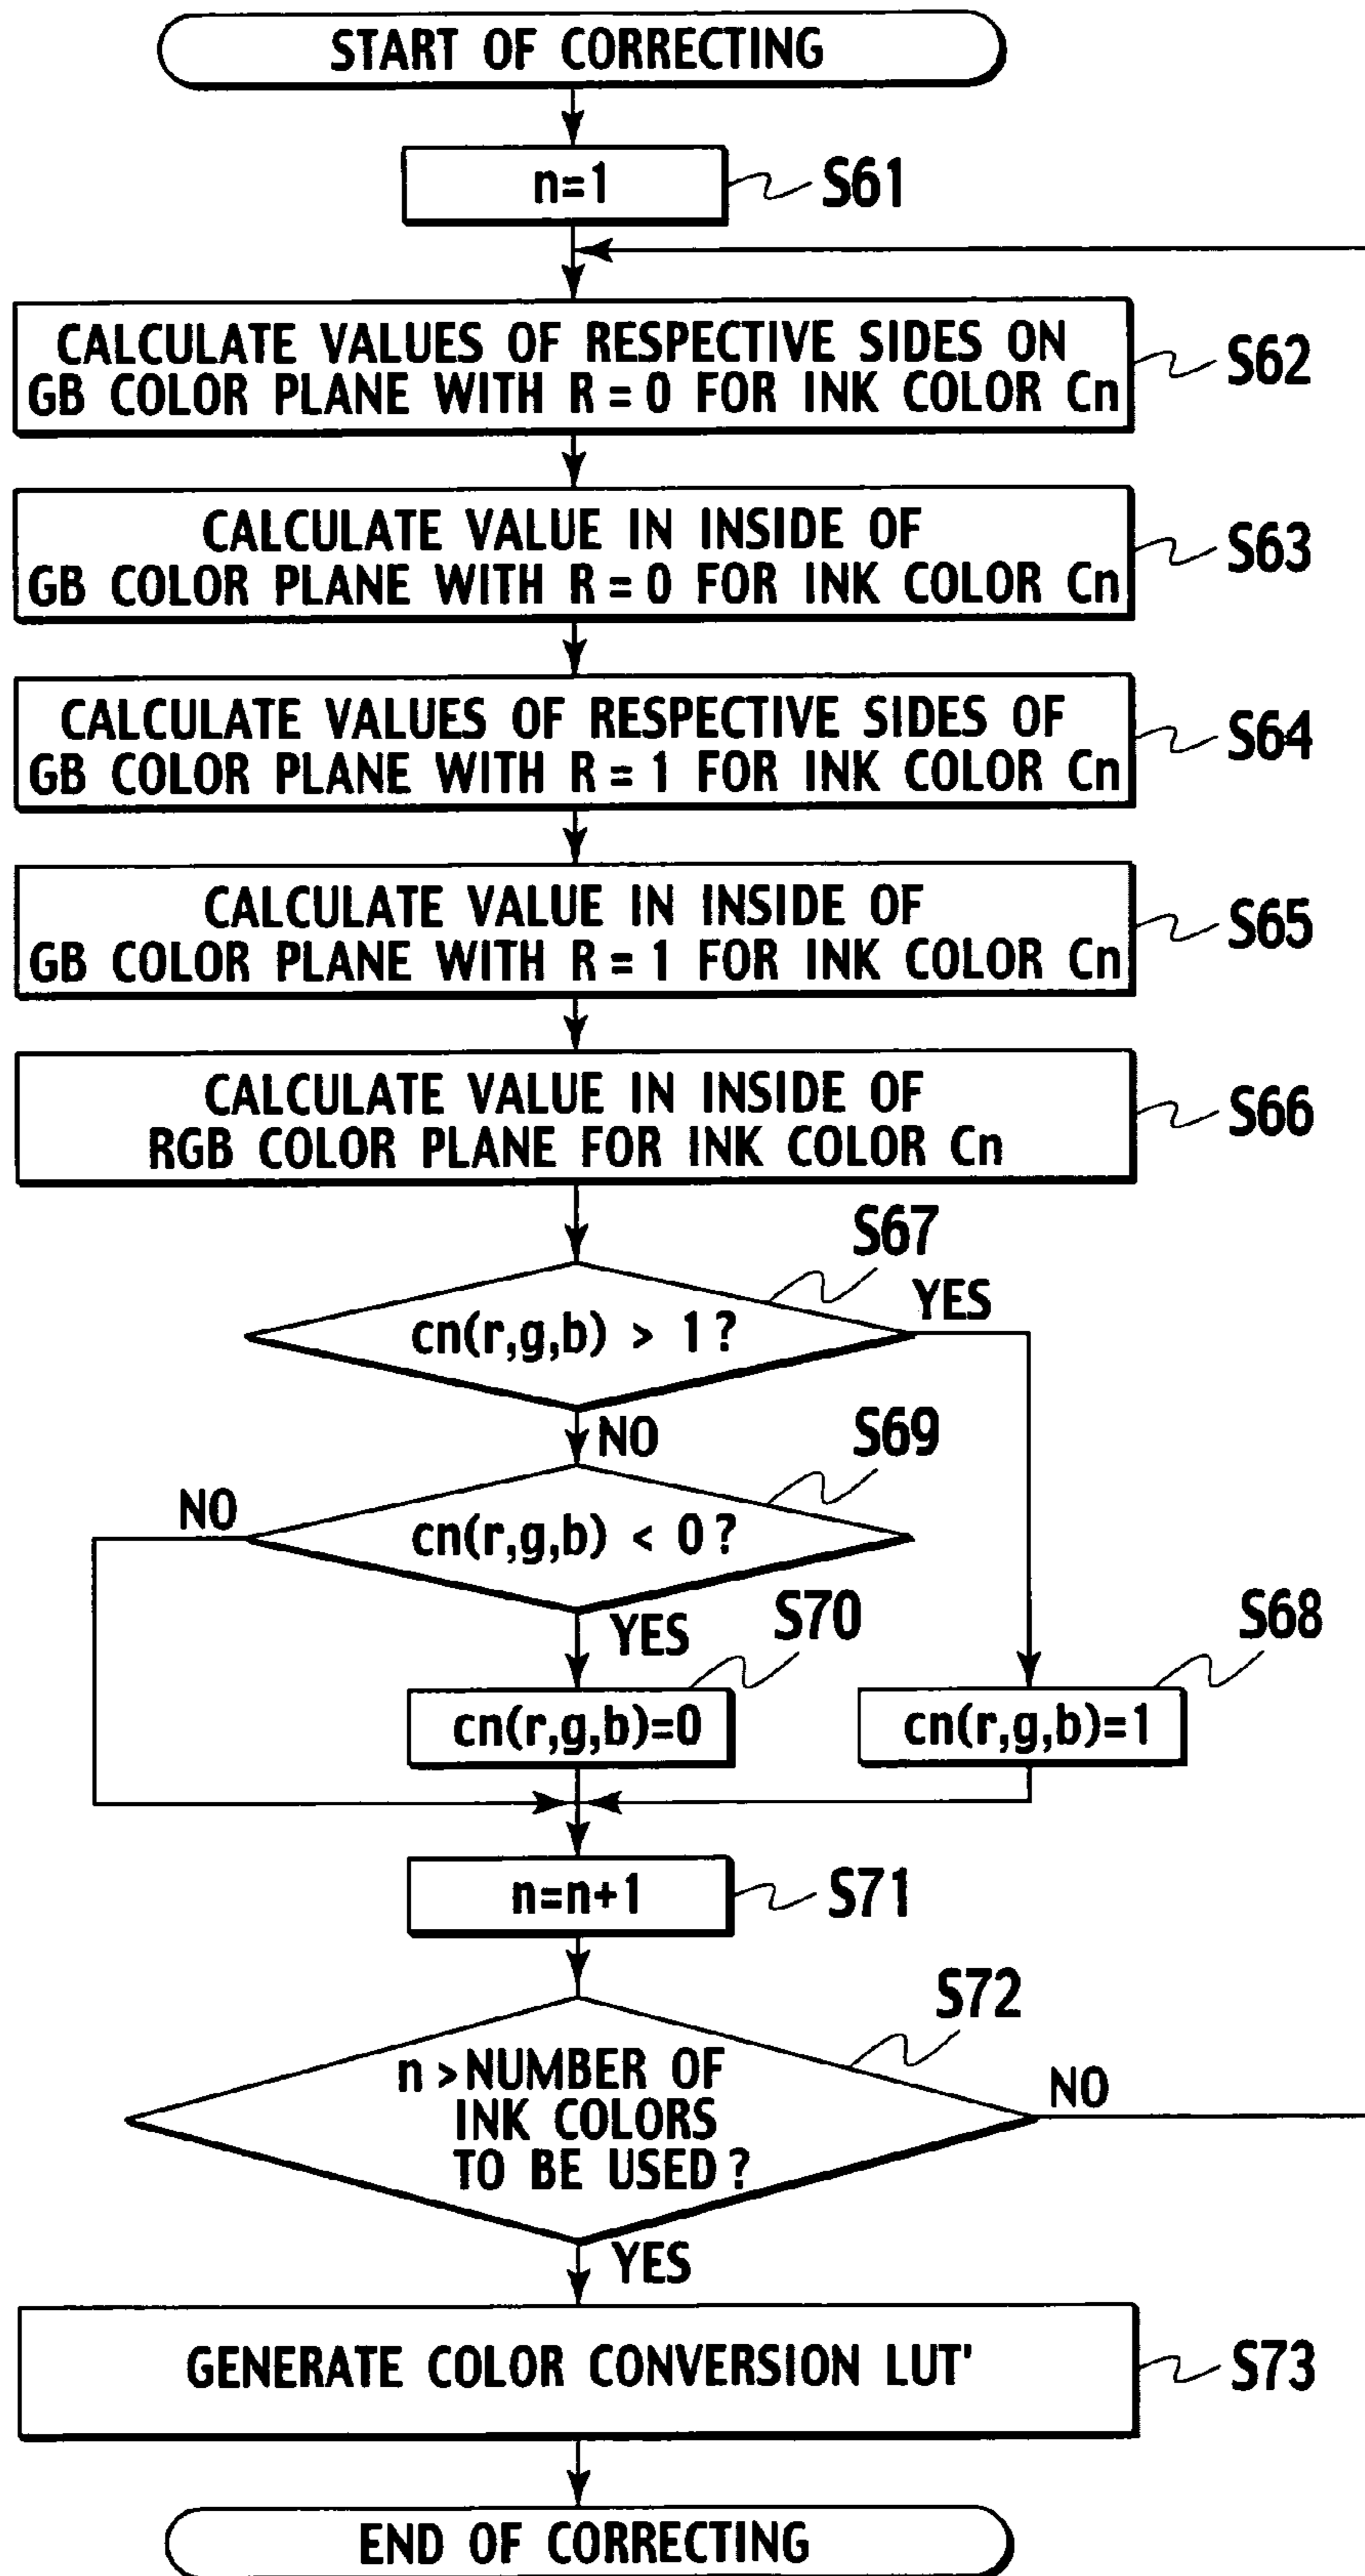 START OF CORRECTING
n=1
S61
CALCULATE VALUES OF RESPECTIVE SIDES ON
GB COLOR PLANE WITH R = 0 FOR INK COLOR Cn
S62
CALCULATE VALUE IN INSIDE OF
GB COLOR PLANE WITH R = 0 FOR INK COLOR Cn
S63
CALCULATE VALUES OF RESPECTIVE SIDES OF
GB COLOR PLANE WITH R = 1 FOR INK COLOR Cn
S64
CALCULATE VALUE IN INSIDE OF
GB COLOR PLANE WITH R = 1 FOR INK COLOR Cn
S65
CALCULATE VALUE IN INSIDE OF
RGB COLOR PLANE FOR INK COLOR Cn
S66
S67
cn(r,g,b) > 1 ?
YES
NO
S69
cn(r,g,b) < 0 ?
NO
YES
S70
S68
cn(r,g,b)=0
cn(r,g,b)=1
n=n+1
S71
S72
n >NUMBER OF
INK COLORS
TO BE USED ?
NO
YES
GENERATE COLOR CONVERSION LUT'
S73
END OF CORRECTING